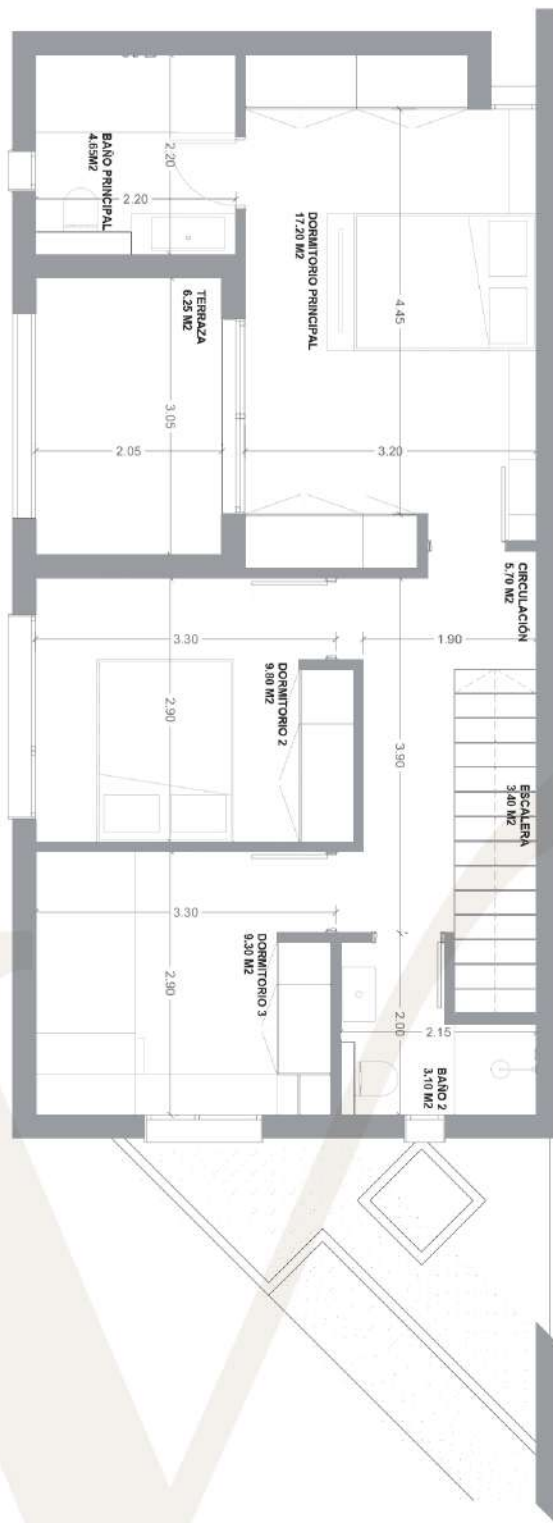 BAÑO PRINCIPAL
4.65M2
2.20
2.20
DORMITORIO PRINCIPAL
17.20 M2
4.45
3.20
TERRAZA
6.25 M2
3.05
2.05
CIRCULACIÓN
5.70 M2
1.90
3.30
DORMITORIO 2
9.80 M2
2.90
3.90
ESCALERA
3.40 M2
3.30
DORMITORIO 3
9.30 M2
2.90
2.00
2.15
BAÑO 2
3.10 M2